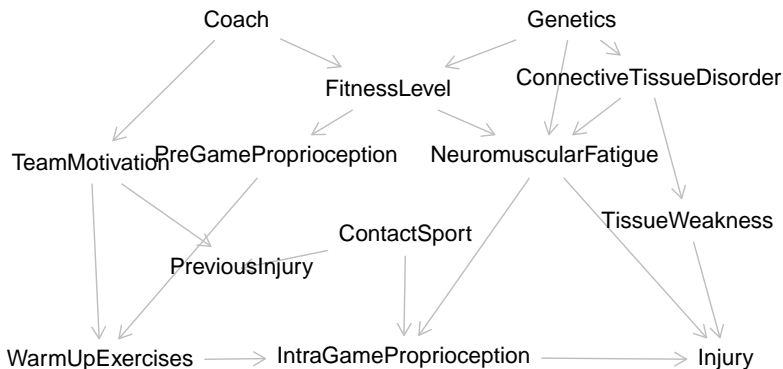 Coach
Genetics
FitnessLevel
ConnectiveTissueDisorder
TeamMotivation
PreGameProprioception
NeuromuscularFatigue
TissueWeakness
ContactSport
PreviousInjury
WarmUpExercises
IntraGameProprioception
Injury